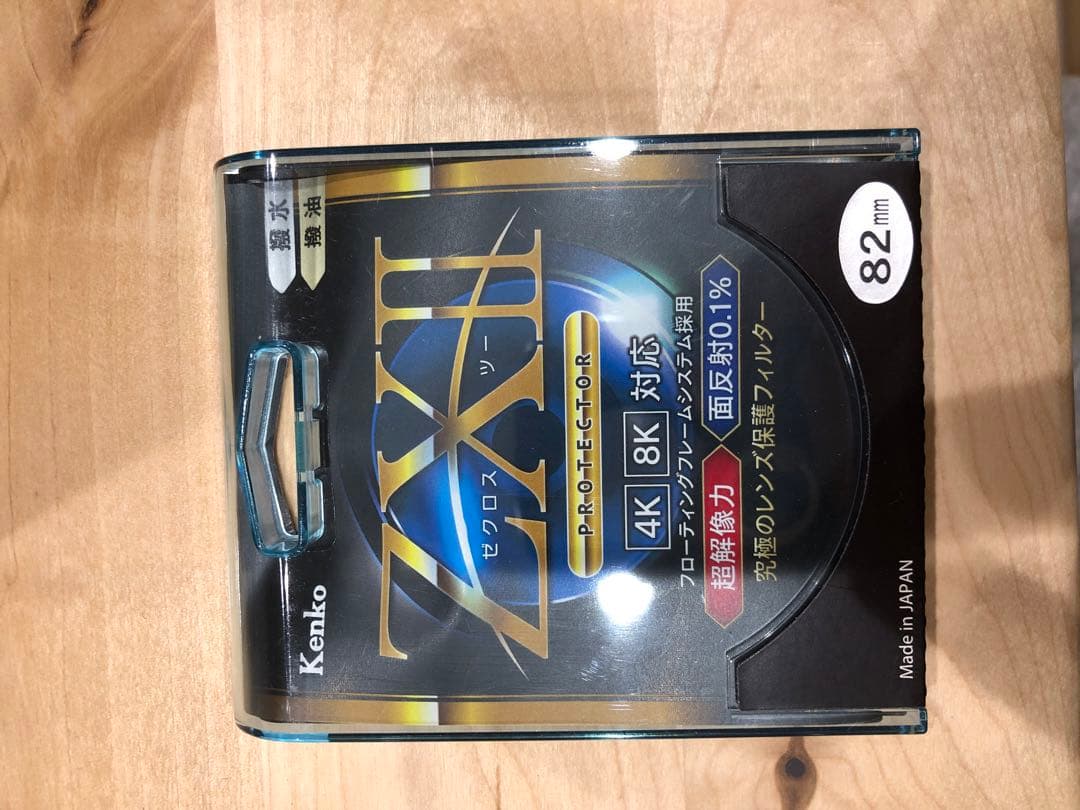 Kenko
撥水
撥油
ZXII
ゼクロス ツー
PROTECTOR
4K 8K 対応
フローティングフレームシステム採用
超解像力 面反射0.1%
究極のレンズ保護フィルター
82mm
Made in JAPAN